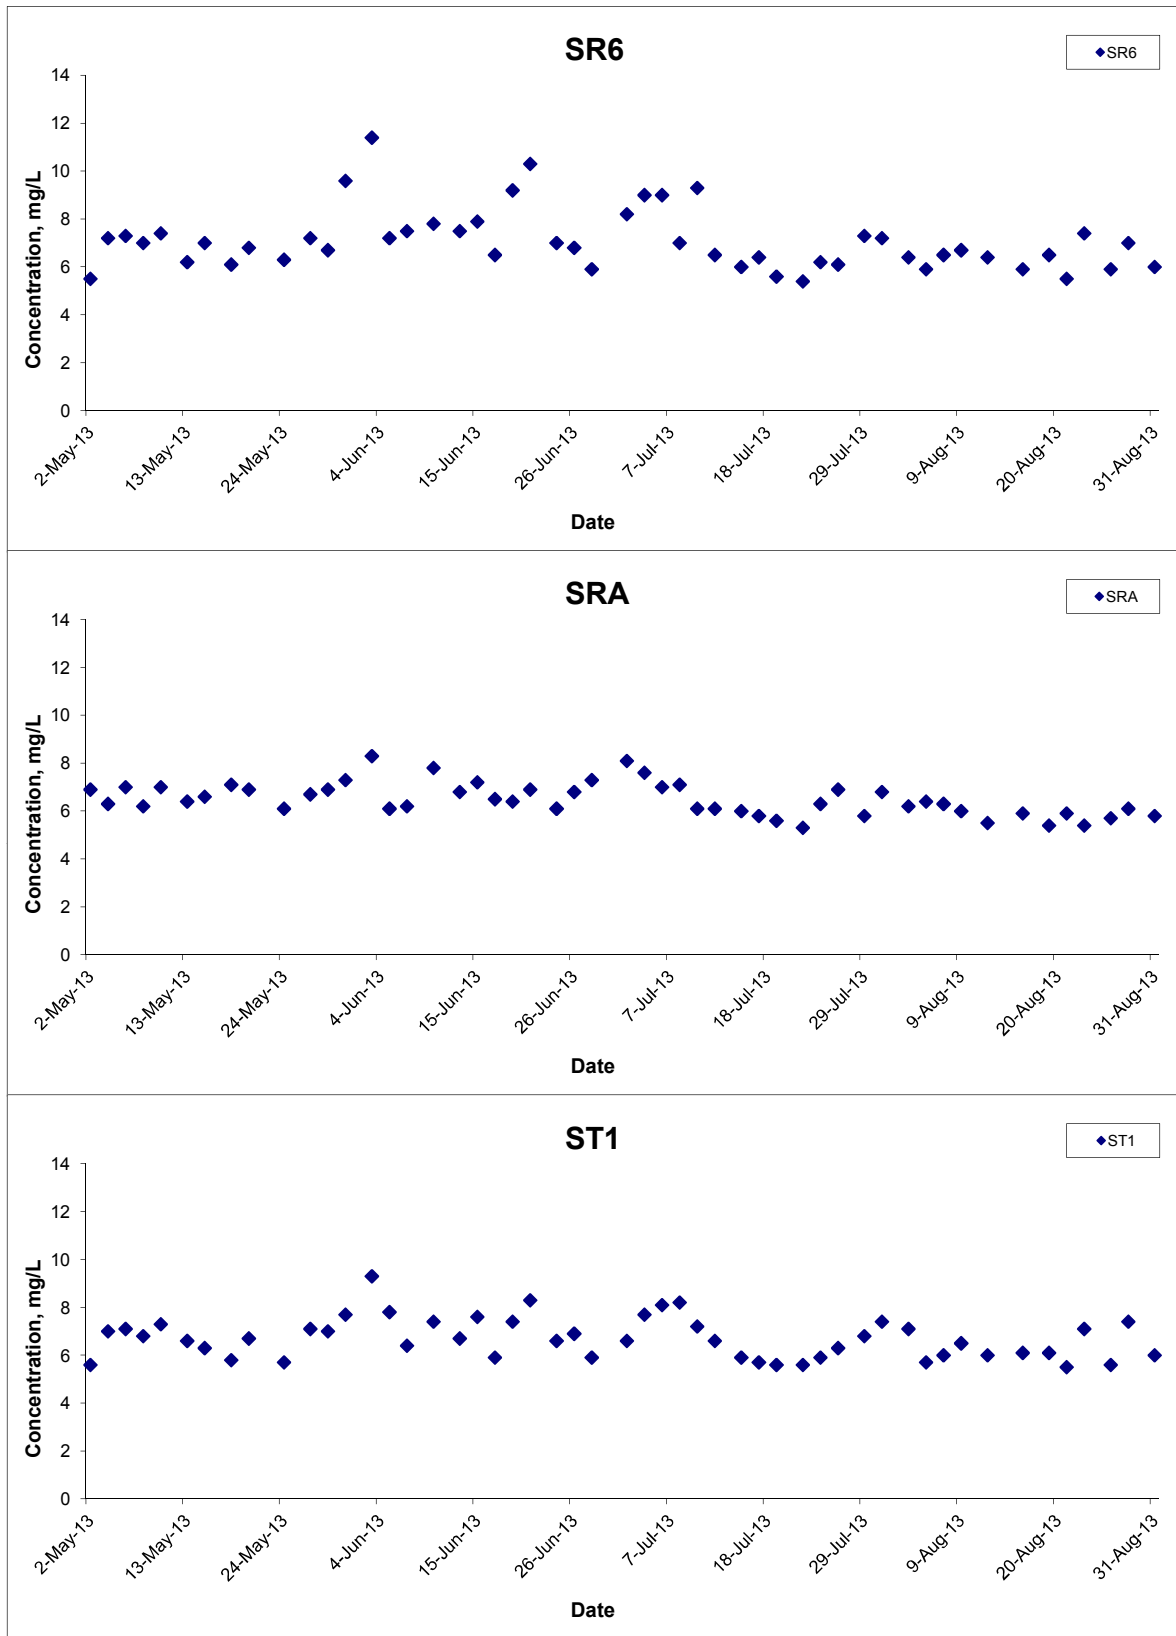 SR6
SR6
14
12
10
8
6
4
2
0
Concentration, mg/L
2-May-13
13-May-13
24-May-13
4-Jun-13
15-Jun-13
26-Jun-13
7-Jul-13
18-Jul-13
29-Jul-13
9-Aug-13
20-Aug-13
31-Aug-13
Date
SRA
SRA
14
12
10
8
6
4
2
0
Concentration, mg/L
2-May-13
13-May-13
24-May-13
4-Jun-13
15-Jun-13
26-Jun-13
7-Jul-13
18-Jul-13
29-Jul-13
9-Aug-13
20-Aug-13
31-Aug-13
Date
ST1
ST1
14
12
10
8
6
4
2
0
Concentration, mg/L
2-May-13
13-May-13
24-May-13
4-Jun-13
15-Jun-13
26-Jun-13
7-Jul-13
18-Jul-13
29-Jul-13
9-Aug-13
20-Aug-13
31-Aug-13
Date